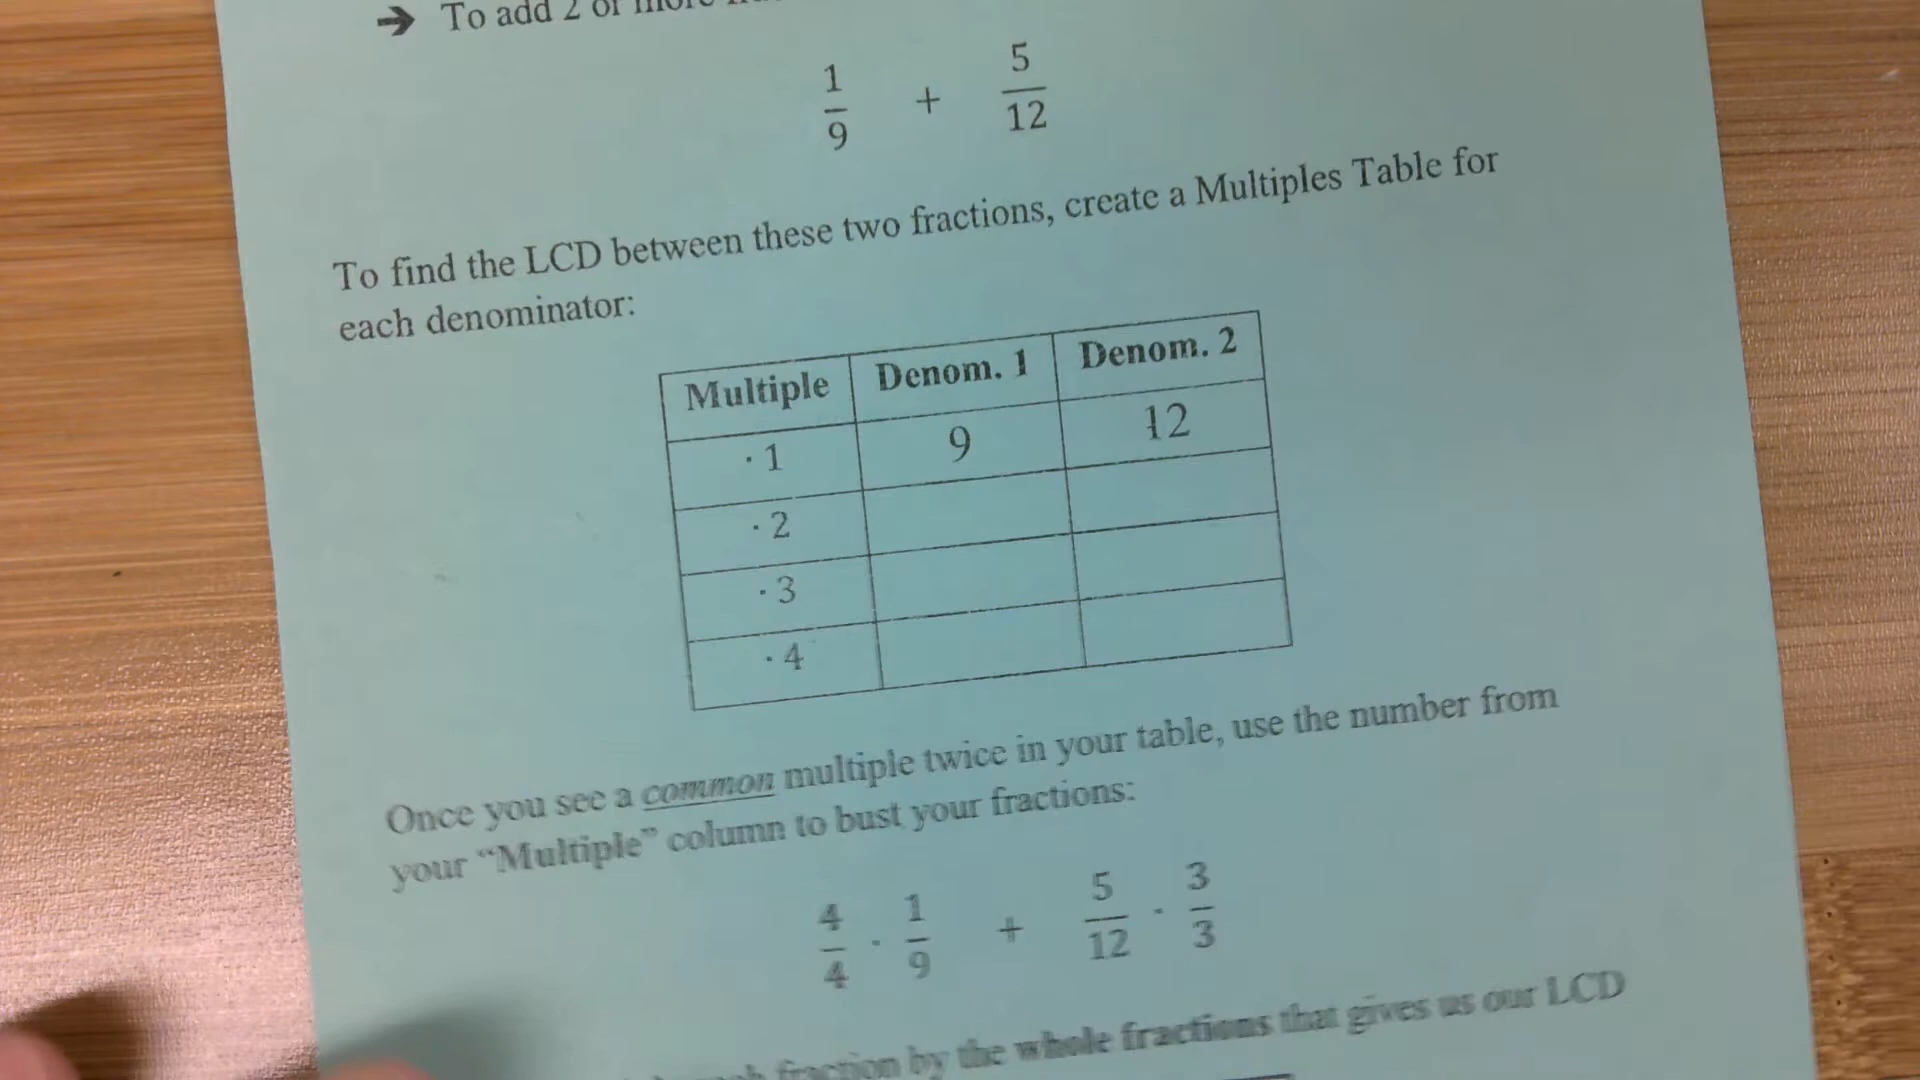 → To add 2 or more
1/9 + 5/12
To find the LCD between these two fractions, create a Multiples Table for
each denominator:
Multiple Denom. 1 Denom. 2
· 1 9 12
· 2
· 3
· 4
Once you see a common multiple twice in your table, use the number from
your “Multiple” column to bust your fractions:
4/4 · 1/9 + 5/12 · 3/3
fraction by the whole fractions that gives us our LCD